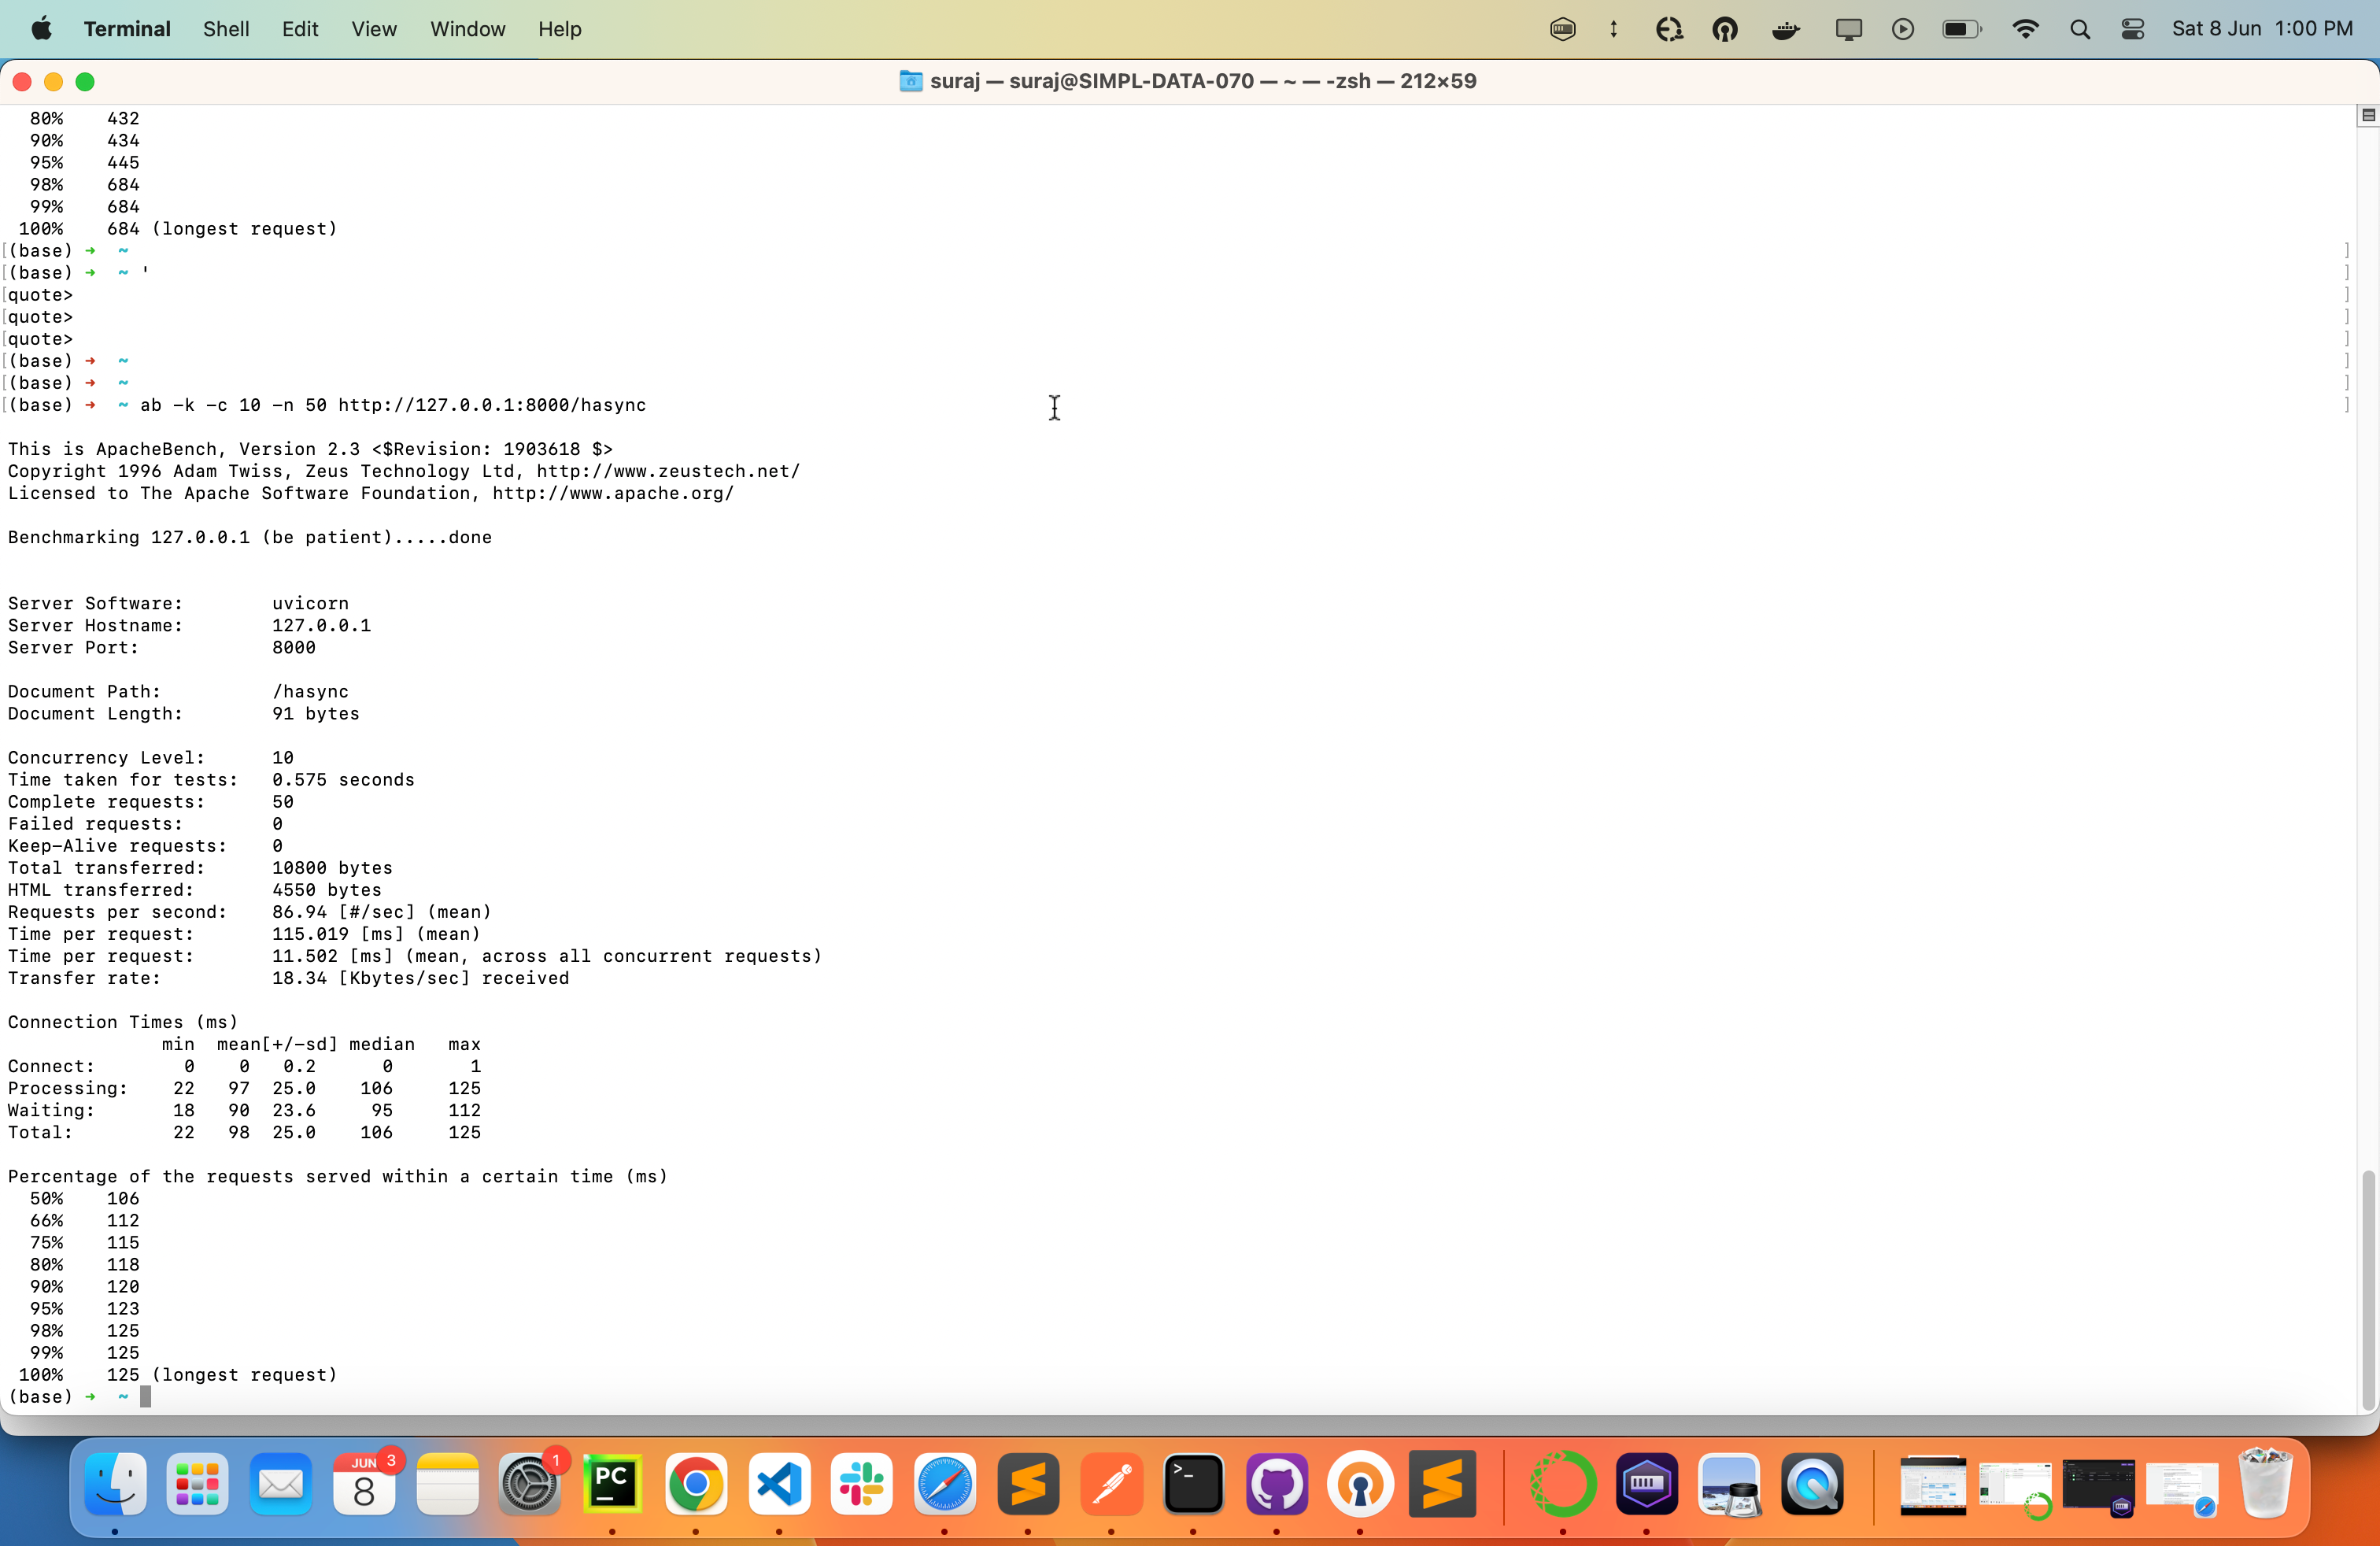 Terminal Shell Edit View Window Help Sat 8 Jun 1:00 PM
suraj — suraj@SIMPL-DATA-070 — ~ — -zsh — 212×59
80% 432
90% 434
95% 445
98% 684
99% 684
100% 684 (longest request)
[(base) ➜ ~ ]
[(base) ➜ ~ ' ]
[quote> ]
[quote> ]
[quote> ]
[(base) ➜ ~ ]
[(base) ➜ ~ ]
[(base) ➜ ~ ab -k -c 10 -n 50 http://127.0.0.1:8000/hasync ]
This is ApacheBench, Version 2.3 <$Revision: 1903618 $>
Copyright 1996 Adam Twiss, Zeus Technology Ltd, http://www.zeustech.net/
Licensed to The Apache Software Foundation, http://www.apache.org/
Benchmarking 127.0.0.1 (be patient).....done
Server Software: uvicorn
Server Hostname: 127.0.0.1
Server Port: 8000
Document Path: /hasync
Document Length: 91 bytes
Concurrency Level: 10
Time taken for tests: 0.575 seconds
Complete requests: 50
Failed requests: 0
Keep-Alive requests: 0
Total transferred: 10800 bytes
HTML transferred: 4550 bytes
Requests per second: 86.94 [#/sec] (mean)
Time per request: 115.019 [ms] (mean)
Time per request: 11.502 [ms] (mean, across all concurrent requests)
Transfer rate: 18.34 [Kbytes/sec] received
Connection Times (ms)
min mean[+/-sd] median max
Connect: 0 0 0.2 0 1
Processing: 22 97 25.0 106 125
Waiting: 18 90 23.6 95 112
Total: 22 98 25.0 106 125
Percentage of the requests served within a certain time (ms)
50% 106
66% 112
75% 115
80% 118
90% 120
95% 123
98% 125
99% 125
100% 125 (longest request)
(base) ➜ ~
JUN 3
8
1
PC
>_